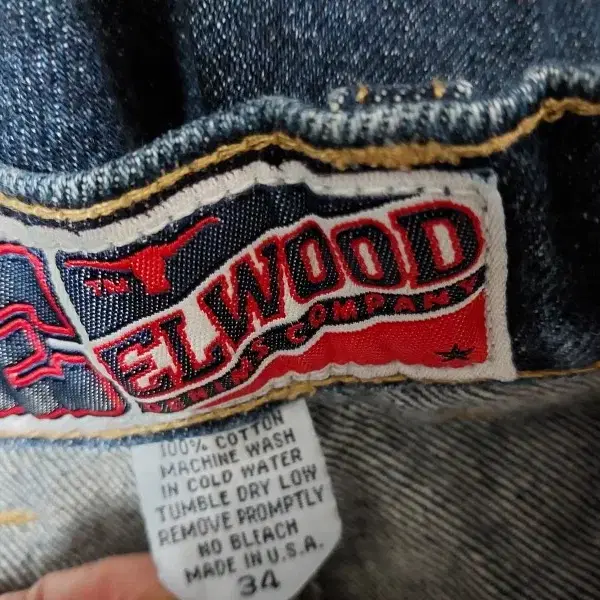 TM
ELWOOD
JEANS COMPANY
100% COTTON
MACHINE WASH
IN COLD WATER
TUMBLE DRY LOW
REMOVE PROMPTLY
NO BLEACH
MADE IN U.S.A.
34